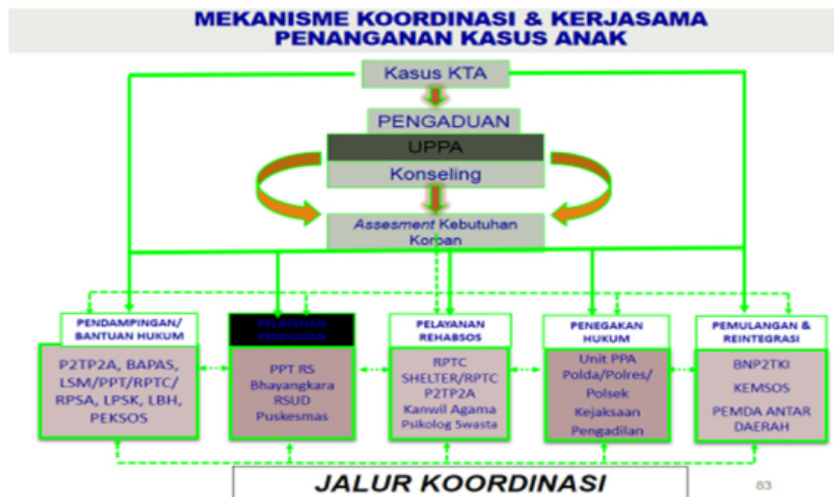 MEKANISME KOORDINASI & KERJASAMA
PENANGANAN KASUS ANAK
Kasus KTA
PENGADUAN
UPPA
Konseling
Assesment Kebutuhan
Korban
PENDAMPINGAN/
BANTUAN HUKUM
P2TP2A, BAPAS,
LSM/PPT/RPTC/
RPSA, LPSK, LBH,
PEKSOS
PELAYANAN
KESEHATAN
PPT RS
Bhayangkara
RSUD
Puskesmas
PELAYANAN
REHABSOS
RPTC
SHELTER/RPTC
P2TP2A
Kanwil Agama
Psikolog Swasta
PENEGAKAN
HUKUM
Unit PPA
Polda/Polres/
Polsek
Kejaksaan
Pengadilan
PEMULANGAN &
REINTEGRASI
BNP2TKI
KEMSOS
PEMDA ANTAR
DAERAH
JALUR KOORDINASI
83